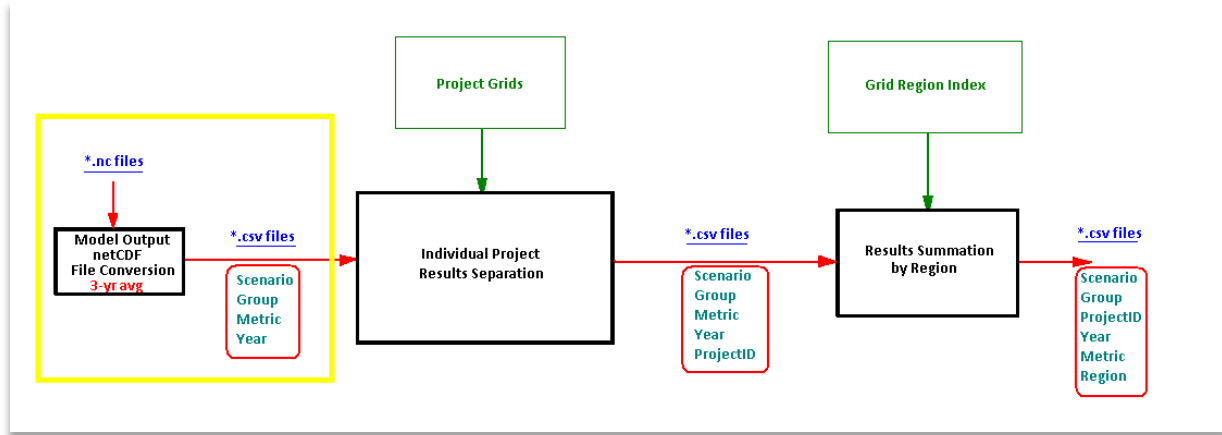 Project Grids
Grid Region Index
*.nc files
Model Output
netCDF
File Conversion
3-yr avg
*.csv files
Scenario
Group
Metric
Year
Individual Project
Results Separation
*.csv files
Scenario
Group
Metric
Year
ProjectID
Results Summation
by Region
*.csv files
Scenario
Group
ProjectID
Year
Metric
Region